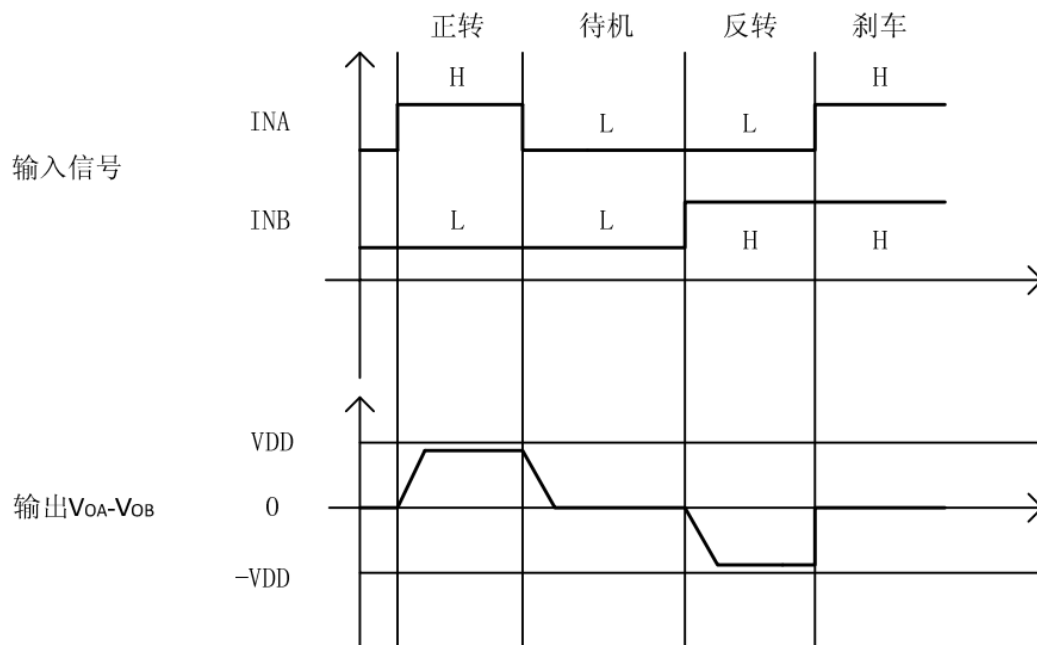 正转 待机 反转 刹车
H H
INA L L
输入信号
INB L L
H H
VDD
输出VOA-VOB 0
-VDD